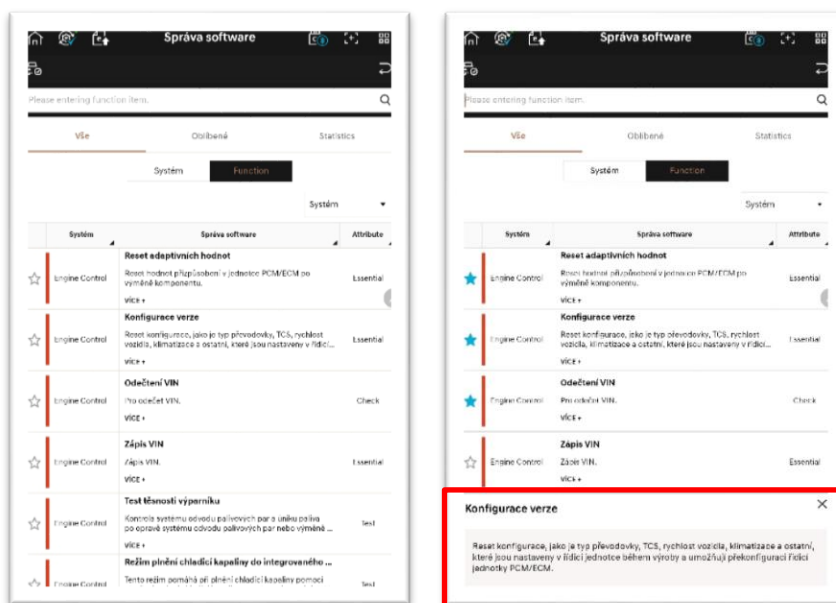 Správa software
Please entering function item.
Vše Oblíbené Statistics
Systém Function
Systém
Systém Správa software Attribute
Reset adaptivních hodnot
Engine Control Reset hodnot přizpůsobení v jednotce PCM/ECM po Essential
výměně komponentu.
VÍCE +
Konfigurace verze
Engine Control Reset konfigurace, jako je typ převodovky, TCS, rychlost Essential
vozidla, klimatizace a ostatní, které jsou nastaveny v řídicí...
VÍCE +
Odečtení VIN
Engine Control Pro odečet VIN. Check
VÍCE +
Zápis VIN
Engine Control Zápis VIN. Essential
VÍCE +
Test těsnosti výparníku
Engine Control Kontrola systému odvodu palivových par a úniku paliva Test
po opravě systému odvodu palivových par nebo výměně ...
VÍCE +
Režim plnění chladicí kapaliny do integrovaného ...
Engine Control Tento režim pomáhá při plnění chladicí kapaliny pomocí Test
Správa software
Please entering function item.
Vše Oblíbené Statistics
Systém Function
Systém
Systém Správa software Attribute
Reset adaptivních hodnot
Engine Control Reset hodnot přizpůsobení v jednotce PCM/ECM po Essential
výměně komponentu.
VÍCE +
Konfigurace verze
Engine Control Reset konfigurace, jako je typ převodovky, TCS, rychlost Essential
vozidla, klimatizace a ostatní, které jsou nastaveny v řídicí...
VÍCE +
Odečtení VIN
Engine Control Pro odečet VIN. Check
VÍCE +
Zápis VIN
Engine Control Zápis VIN. Essential
VÍCE +
Konfigurace verze
Reset konfigurace, jako je typ převodovky, TCS, rychlost vozidla, klimatizace a ostatní,
které jsou nastaveny v řídicí jednotce během výroby a umožňují překonfiguraci řídicí
jednotky PCM/ECM.